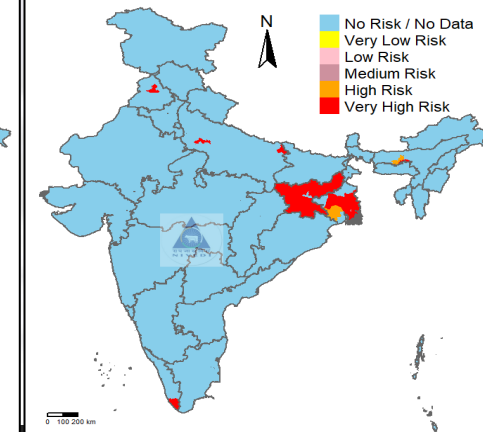 N
No Risk / No Data
Very Low Risk
Low Risk
Medium Risk
High Risk
Very High Risk
0 100 200 km